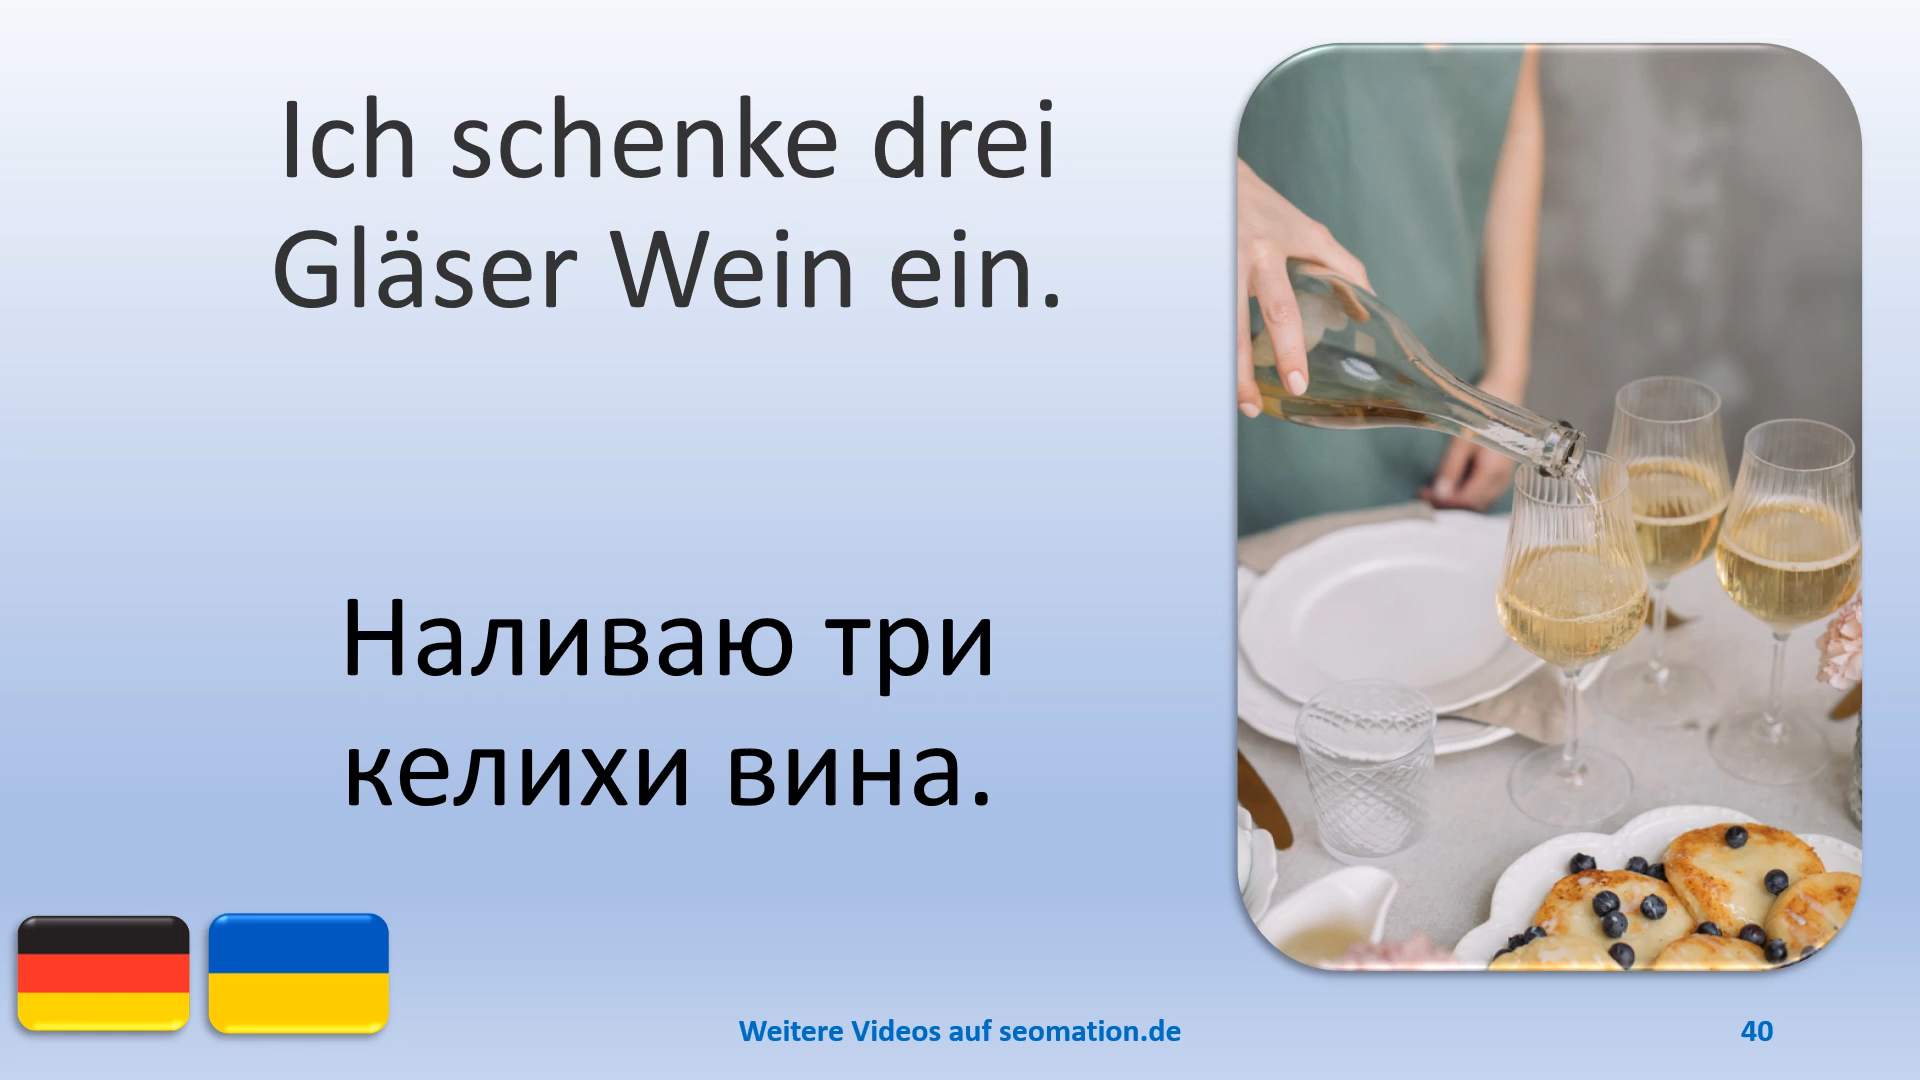 Ich schenke drei
Gläser Wein ein.
Наливаю три
келихи вина.
Weitere Videos auf seomation.de
40